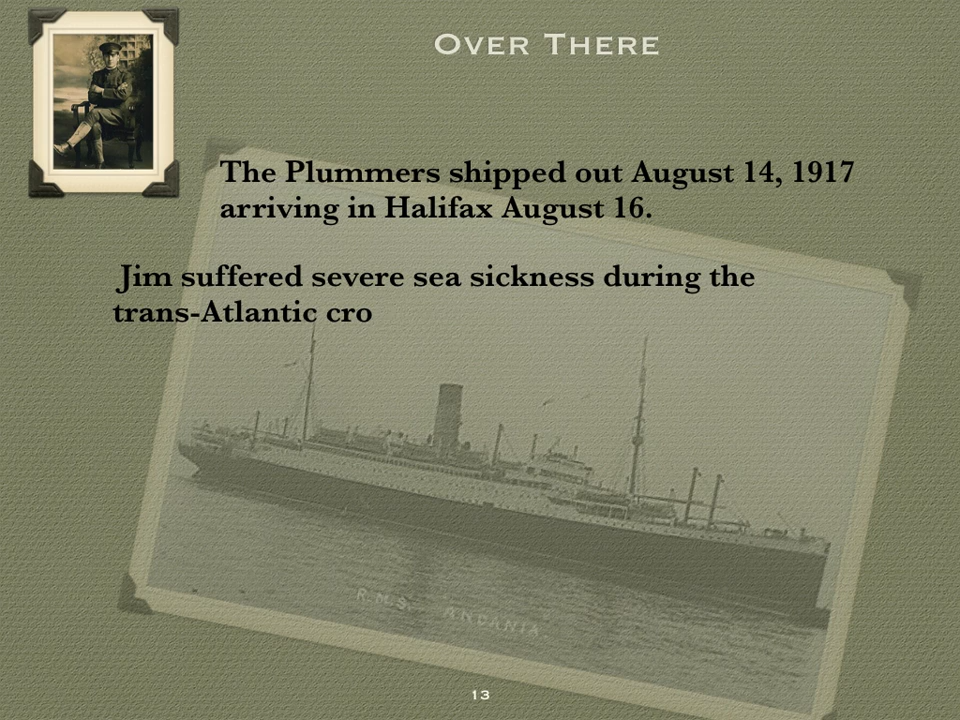 Over There
The Plummers shipped out August 14, 1917
arriving in Halifax August 16.
Jim suffered severe sea sickness during the
trans-Atlantic cro
R.M.S. ANDANIA.
13